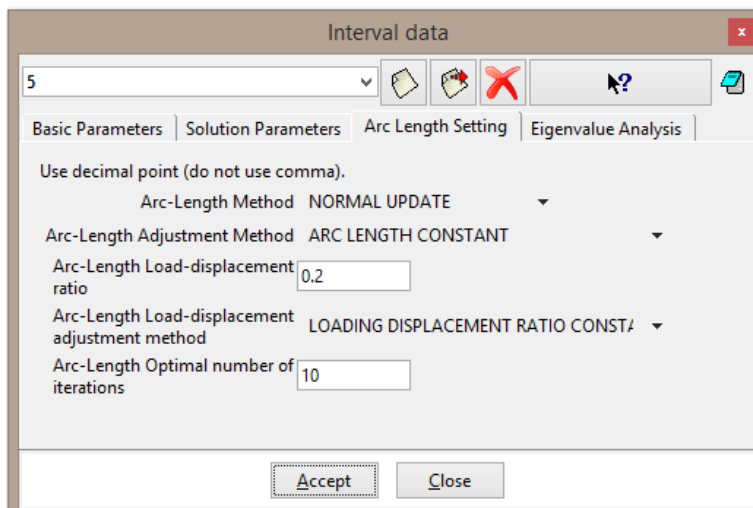 Interval data
x
5
?
Basic Parameters Solution Parameters Arc Length Setting Eigenvalue Analysis
Use decimal point (do not use comma).
Arc-Length Method NORMAL UPDATE
Arc-Length Adjustment Method ARC LENGTH CONSTANT
Arc-Length Load-displacement
ratio 0.2
Arc-Length Load-displacement
adjustment method LOADING DISPLACEMENT RATIO CONSTA
Arc-Length Optimal number of
iterations 10
Accept Close